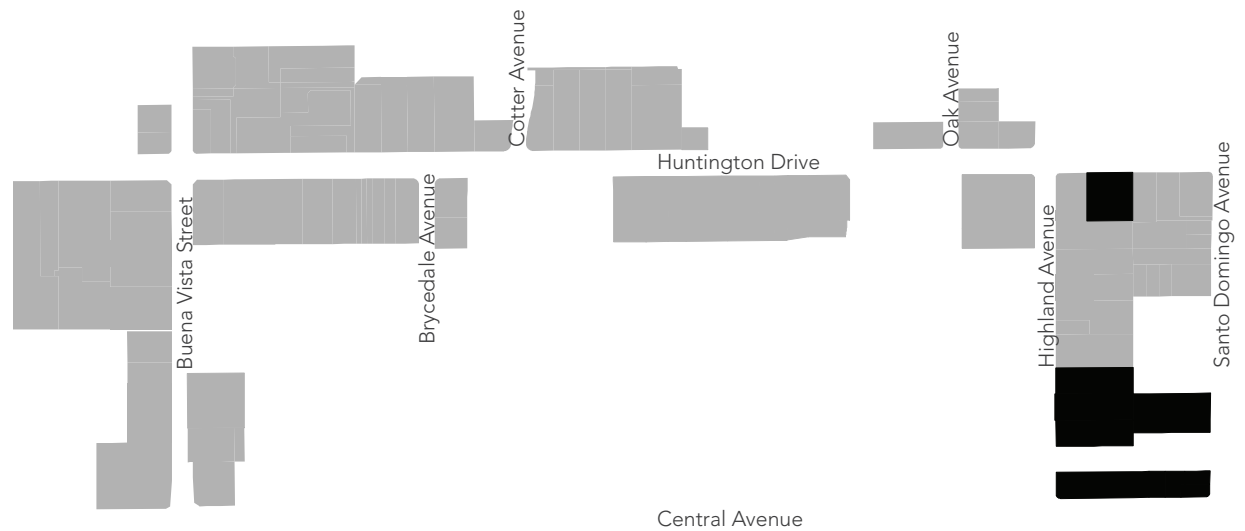 Cotter Avenue
Oak Avenue
Huntington Drive
Buena Vista Street
Brycedale Avenue
Highland Avenue
Santo Domingo Avenue
Central Avenue